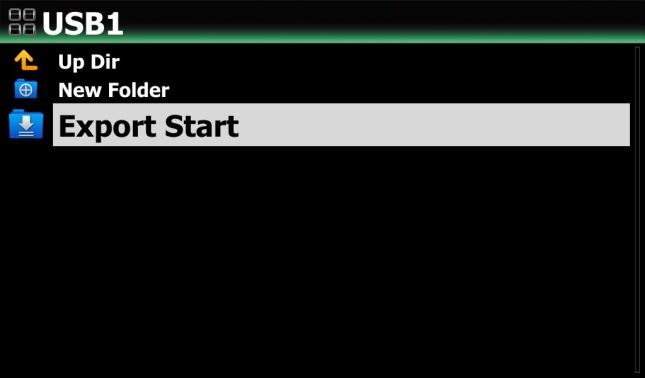 USB1
Up Dir
New Folder
Export Start